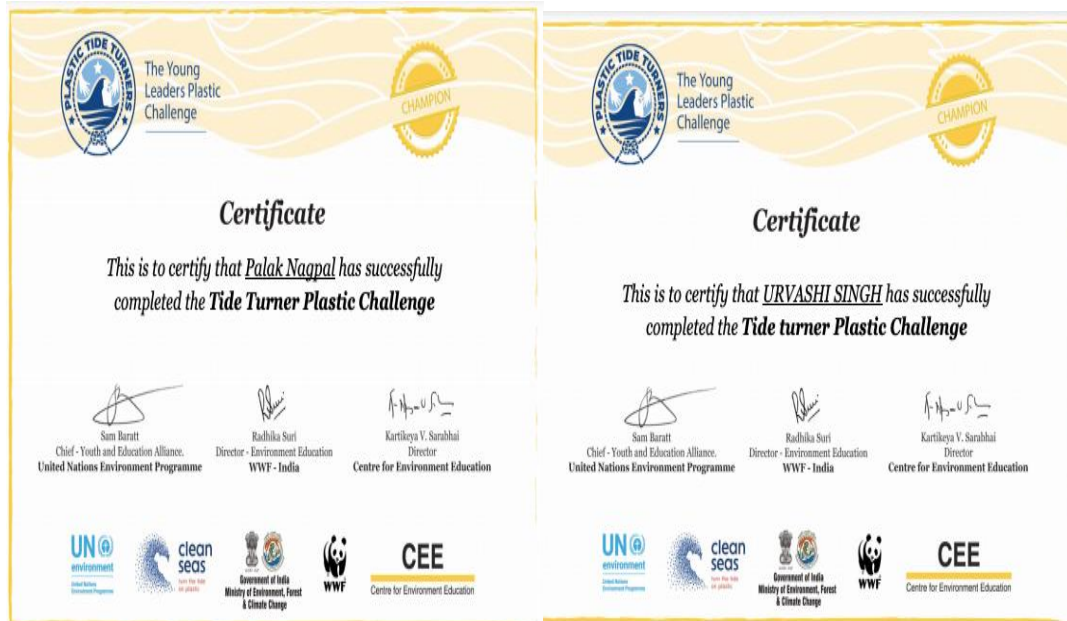 PLASTIC TIDE TURNERS
The Young
Leaders Plastic
Challenge
CHAMPION
Certificate
This is to certify that Palak Nagpal has successfully
completed the Tide Turner Plastic Challenge
Sam Baratt
Chief - Youth and Education Alliance.
United Nations Environment Programme
Radhika Suri
Director - Environment Education
WWF - India
Kartikeya V. Sarabhai
Director
Centre for Environment Education
UN
environment
United Nations
Environment Programme
clean
seas
turn the tide
on plastic
Government of India
Ministry of Environment, Forest
& Climate Change
WWF
CEE
Centre for Environment Education
PLASTIC TIDE TURNERS
The Young
Leaders Plastic
Challenge
CHAMPION
Certificate
This is to certify that URVASHI SINGH has successfully
completed the Tide turner Plastic Challenge
Sam Baratt
Chief - Youth and Education Alliance.
United Nations Environment Programme
Radhika Suri
Director - Environment Education
WWF - India
Kartikeya V. Sarabhai
Director
Centre for Environment Education
UN
environment
United Nations
Environment Programme
clean
seas
turn the tide
on plastic
Government of India
Ministry of Environment, Forest
& Climate Change
WWF
CEE
Centre for Environment Education